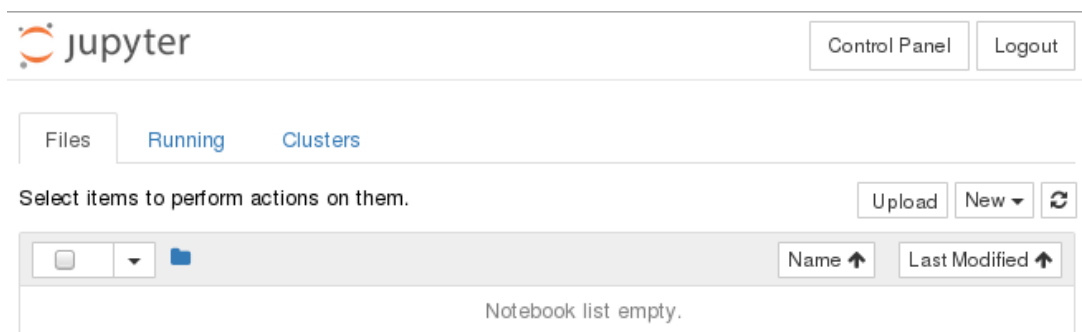 jupyter Control Panel Logout
Files Running Clusters
Select items to perform actions on them. Upload New
Name Last Modified
Notebook list empty.